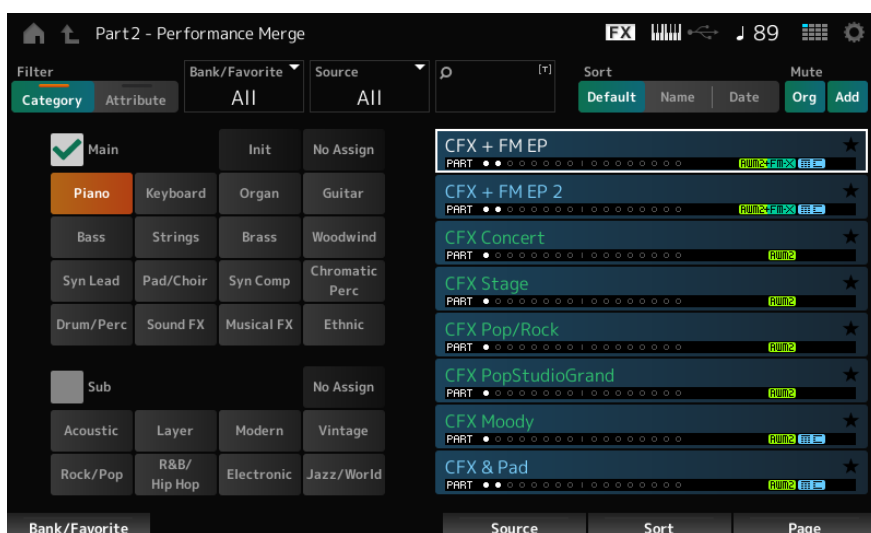 Part2 - Performance Merge FX 89
Filter Bank/Favorite Source [T] Sort Mute
Category Attribute All All Default Name Date Org Add
Main Init No Assign
Piano Keyboard Organ Guitar
Bass Strings Brass Woodwind
Syn Lead Pad/Choir Syn Comp Chromatic Perc
Drum/Perc Sound FX Musical FX Ethnic
Sub No Assign
Acoustic Layer Modern Vintage
Rock/Pop R&B/ Hip Hop Electronic Jazz/World
CFX + FM EP
PART AWM2+FM-X
CFX + FM EP 2
PART AWM2+FM-X
CFX Concert
PART AWM2
CFX Stage
PART AWM2
CFX Pop/Rock
PART AWM2
CFX PopStudioGrand
PART AWM2
CFX Moody
PART AWM2
CFX & Pad
PART AWM2
Bank/Favorite Source Sort Page